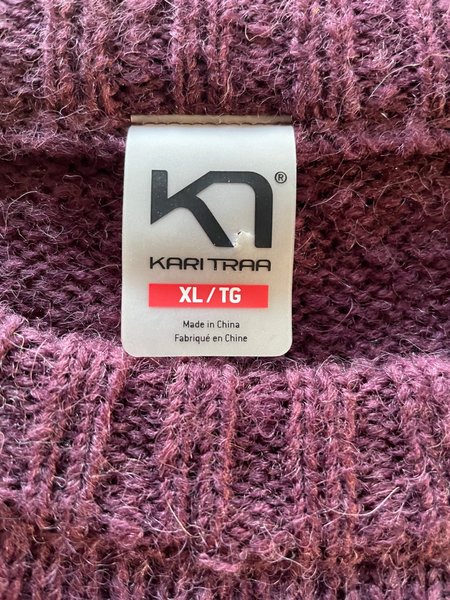 ®
KARI TRAA
XL/TG
Made in China
Fabriqué en Chine